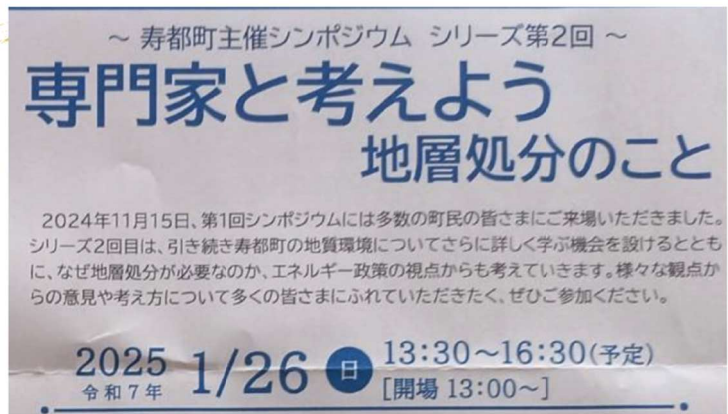 ～ 寿都町主催シンポジウム シリーズ第2回 ～
専門家と考えよう
地層処分のこと
2024年11月15日、第1回シンポジウムには多数の町民の皆さまにご来場いただきました。
シリーズ2回目は、引き続き寿都町の地質環境についてさらに詳しく学ぶ機会を設けるととも
に、なぜ地層処分が必要なのか、エネルギー政策の視点からも考えていきます。様々な観点か
らの意見や考え方について多くの皆さまにふれていただきたく、ぜひご参加ください。
2025 1/26 日 13:30～16:30(予定)
令和7年 [開場 13:00～]